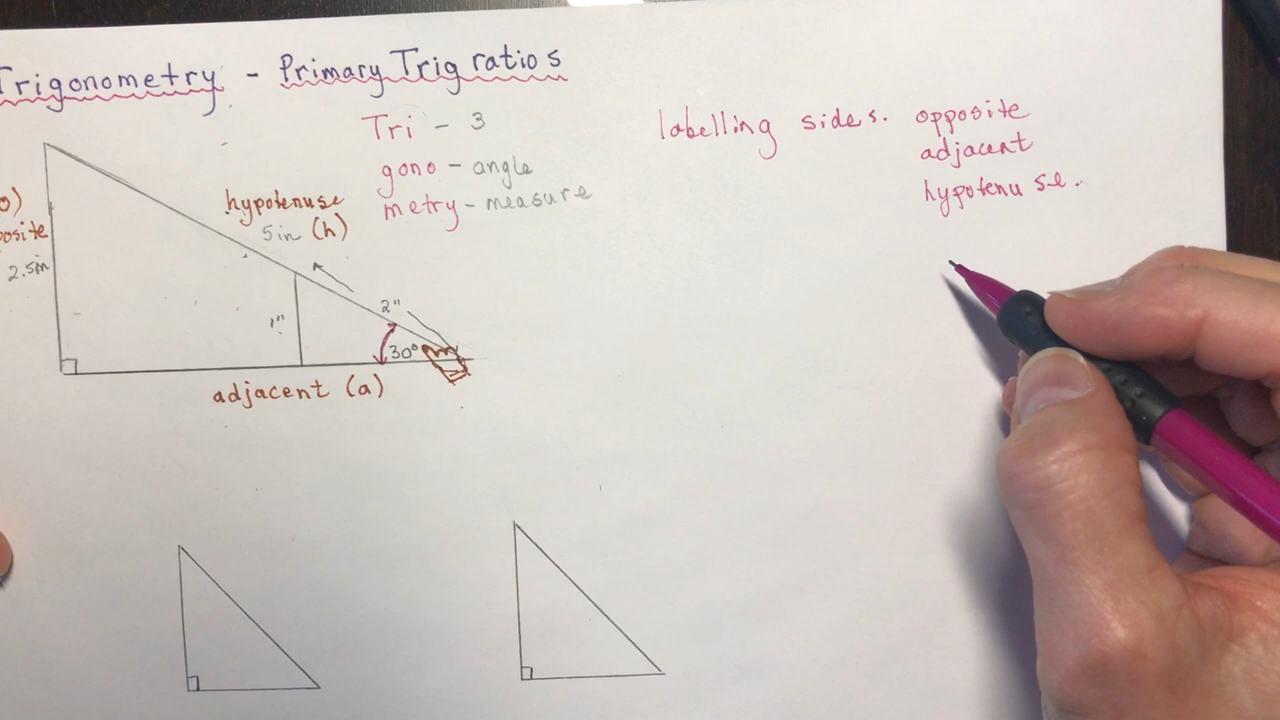 Trigonometry - Primary Trig ratios
Tri - 3
gono - angle
metry - measure
labelling sides. opposite
adjacent
hypotenuse.
hypotenuse
5in (h)
2.5in
1"
2"
30°
adjacent (a)